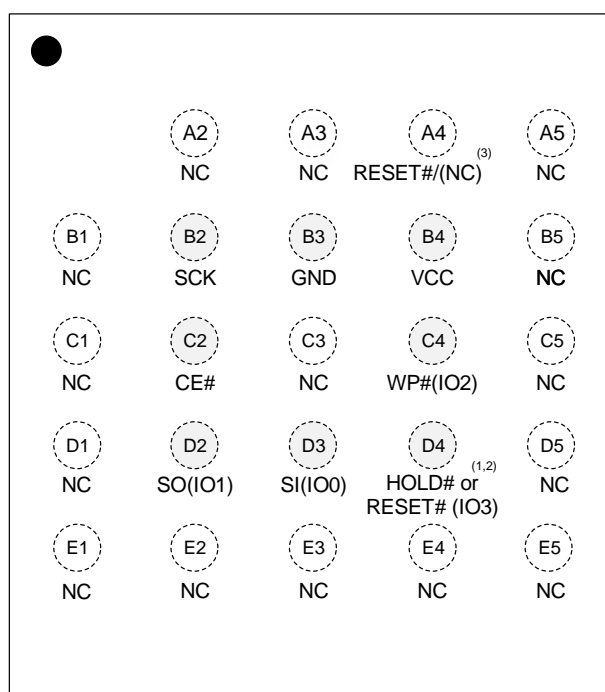 A2 A3 A4 A5
NC NC RESET#/(NC) (3) NC
B1 B2 B3 B4 B5
NC SCK GND VCC NC
C1 C2 C3 C4 C5
NC CE# NC WP#(IO2) NC
D1 D2 D3 D4 D5
NC SO(IO1) SI(IO0) HOLD# or (1,2) NC
RESET# (IO3)
E1 E2 E3 E4 E5
NC NC NC NC NC